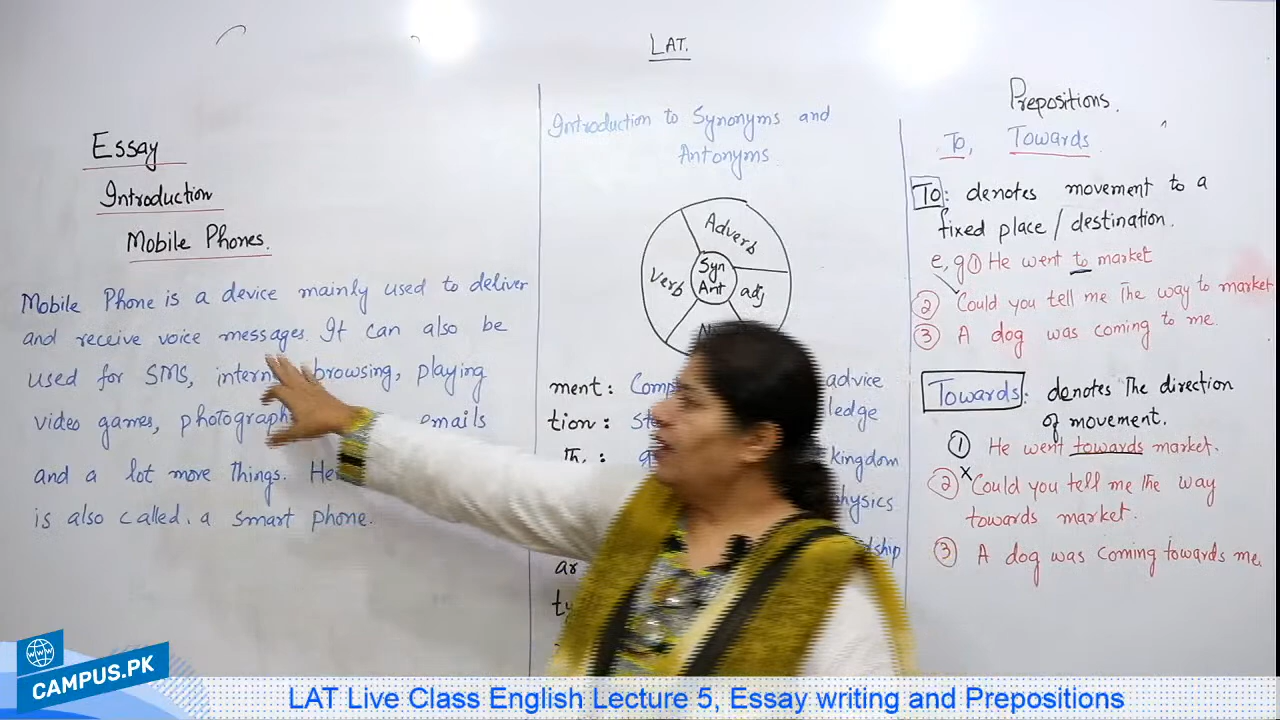 LAT.
Essay
Introduction
Mobile Phones.
Mobile Phone is a device mainly used to deliver
and receive voice messages. It can also be
used for SMS, browsing, playing
video games, emails
and a lot more things.
is also called. a smart phone.
Introduction to Synonyms and
Antonyms
Adverb
Verb
Syn
Ant
adj
ment: advice
tion:
Th.: kingdom
Prepositions.
To, Towards
To: denotes movement to a
fixed place / destination.
e,g ① He went to market
② Could you tell me The way to market
③ A dog was coming to me.
Towards: denotes The direction
of movement.
① He went towards market.
② x Could you tell me The way
towards market.
③ A dog was coming towards me.
WWW
CAMPUS.PK
LAT Live Class English Lecture 5, Essay writing and Prepositions